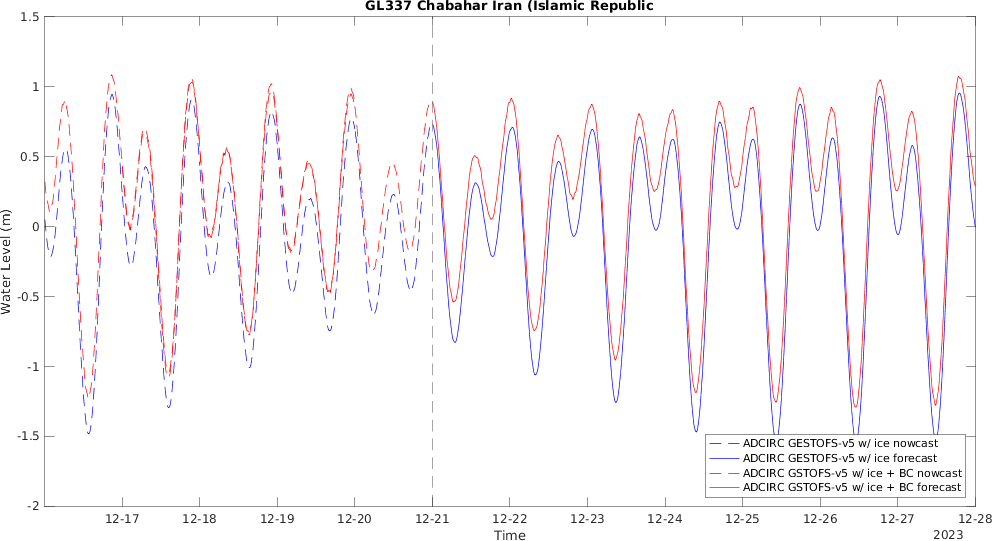 GL337 Chabahar Iran (Islamic Republic
1.5
1
0.5
0
-0.5
-1
-1.5
-2
Water Level (m)
ADCIRC GESTOFS-v5 w/ ice nowcast
ADCIRC GESTOFS-v5 w/ ice forecast
ADCIRC GSTOFS-v5 w/ ice + BC nowcast
ADCIRC GSTOFS-v5 w/ ice + BC forecast
12-17 12-18 12-19 12-20 12-21 12-22 12-23 12-24 12-25 12-26 12-27 12-28
Time
2023